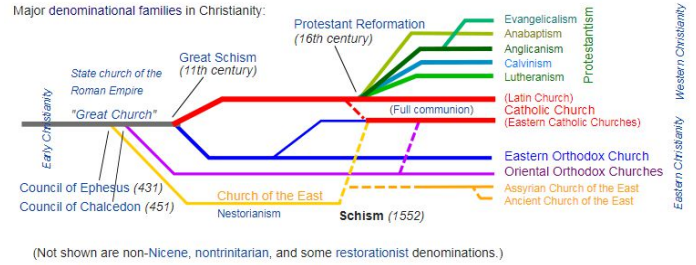 Major denominational families in Christianity:
Protestant Reformation
(16th century)
Great Schism
(11th century)
State church of the
Roman Empire
"Great Church"
Early Christianity
Council of Ephesus (431)
Council of Chalcedon (451)
Church of the East
Nestorianism
Schism (1552)
(Full communion)
Evangelicalism
Anabaptism
Anglicanism
Calvinism
Lutheranism
Protestantism
(Latin Church)
Catholic Church
(Eastern Catholic Churches)
Eastern Orthodox Church
Oriental Orthodox Churches
Assyrian Church of the East
Ancient Church of the East
Western Christianity
Eastern Christianity
(Not shown are non-Nicene, nontrinitarian, and some restorationist denominations.)